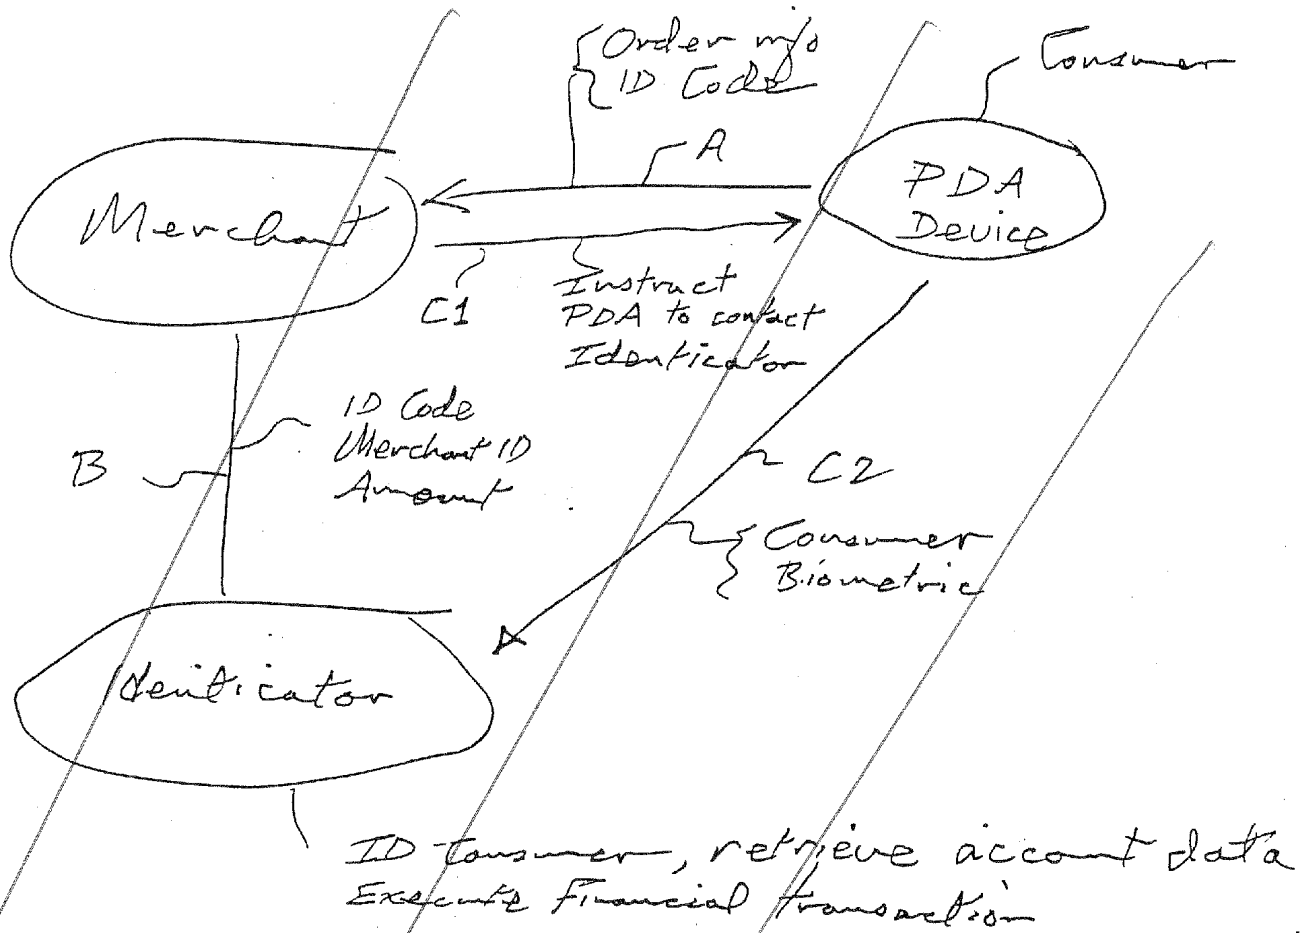 Order info
ID Code
Consumer
A
PDA
Device
Merchant
C1
Instruct
PDA to contact
Identicator
ID Code
Merchant ID
Amount
B
C2
Consumer
Biometric
Identicator
ID Consumer, retrieve account data
Execute Financial transaction